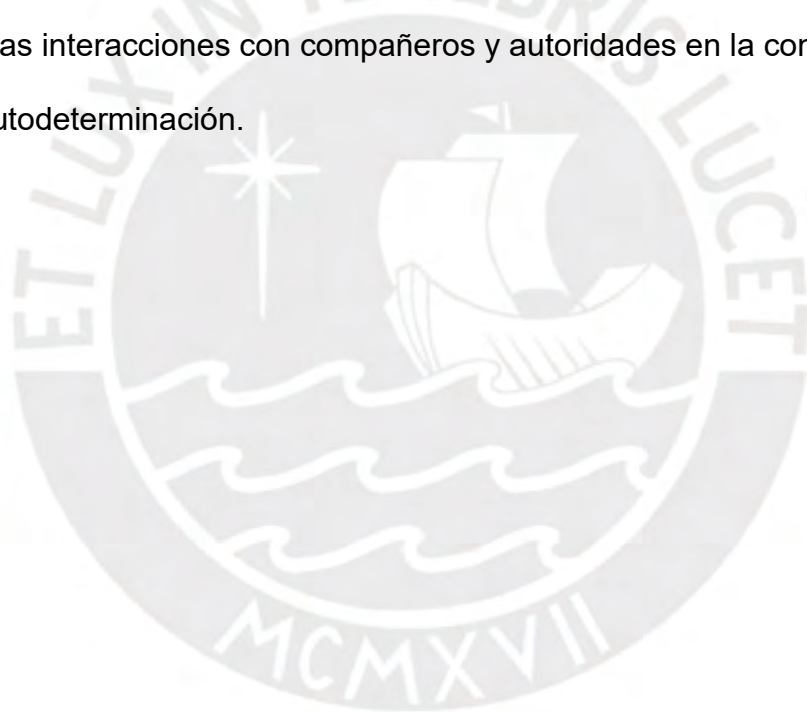 as interacciones con compañeros y autoridades en la con
utodeterminación.
ET LUX IN TENEBRIS LUCET
MCMXVII